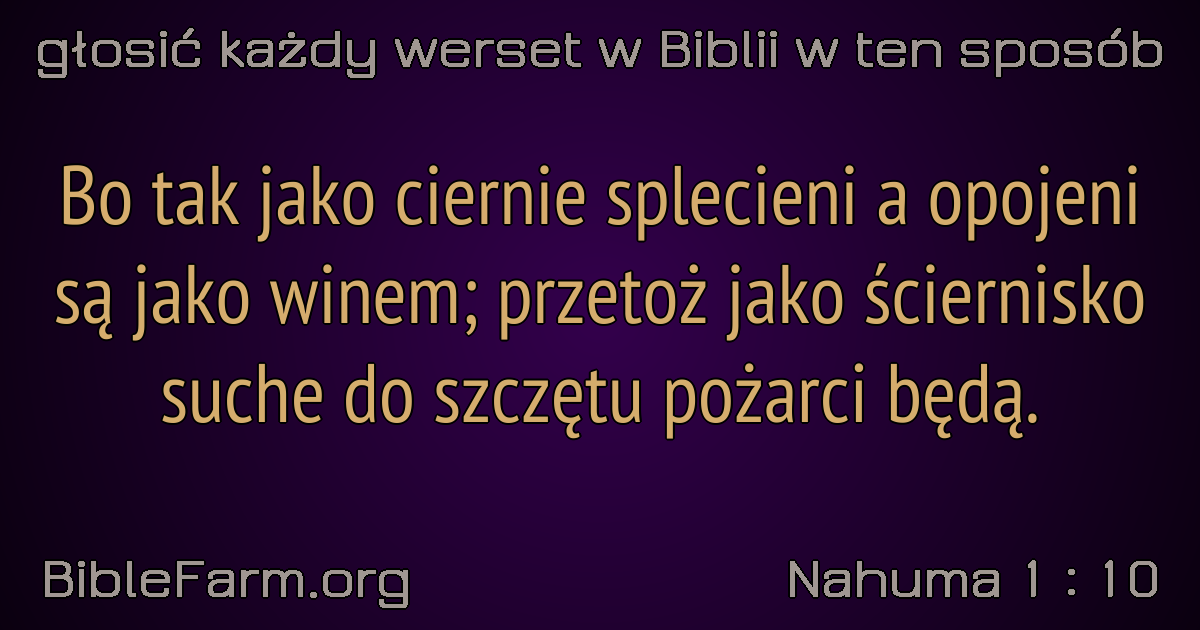 głosić każdy werset w Biblii w ten sposób
Bo tak jako ciernie splecieni a opojeni
są jako winem; przetoż jako ściernisko
suche do szczętu pożarci będą.
BibleFarm.org
Nahuma 1 : 10